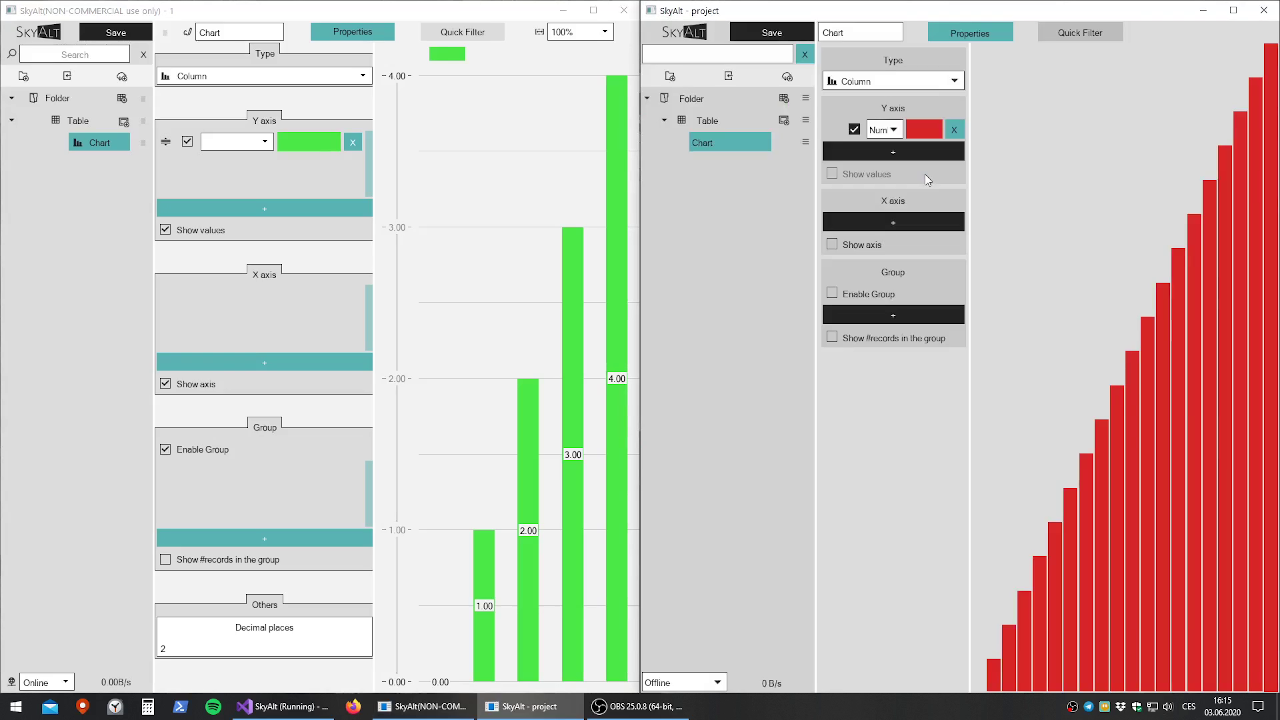 SkyAlt(NON-COMMERCIAL use only) - 1
SKYALT
Save
Chart
Properties
Quick Filter
100%
Search
X
Type
Column
Folder
Table
Chart
Y axis
X
+
Show values
X axis
+
Show axis
Group
Enable Group
+
Show #records in the group
Others
Decimal places
2
4.00
3.00
2.00
1.00
0.00
0.00
1.00
2.00
3.00
4.00
Online
0.00B/s
SkyAlt - project
SKYALT
Save
Chart
Properties
Quick Filter
X
Type
Column
Folder
Table
Chart
Y axis
Num
X
+
Show values
X axis
+
Show axis
Group
Enable Group
+
Show #records in the group
Offline
0 B/s
SkyAlt (Running) - ...
SkyAlt(NON-COM...
SkyAlt - project
OBS 25.0.8 (64-bit, ...
CES
16:15
03.06.2020